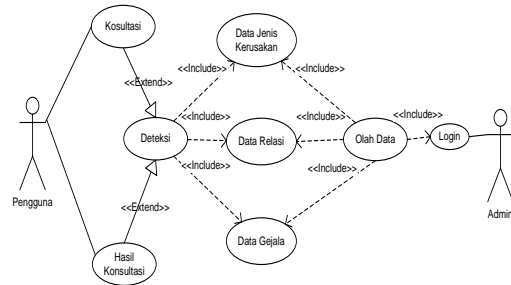 Kosultasi
Data Jenis
Kerusakan
<<Extend>>
<<Include>>
<<Include>>
<<Include>>
<<Include>>
<<Include>>
Deteksi
Data Relasi
Olah Data
Login
<<Include>>
<<Include>>
Pengguna
<<Extend>>
Admin
Data Gejala
Hasil
Konsultasi